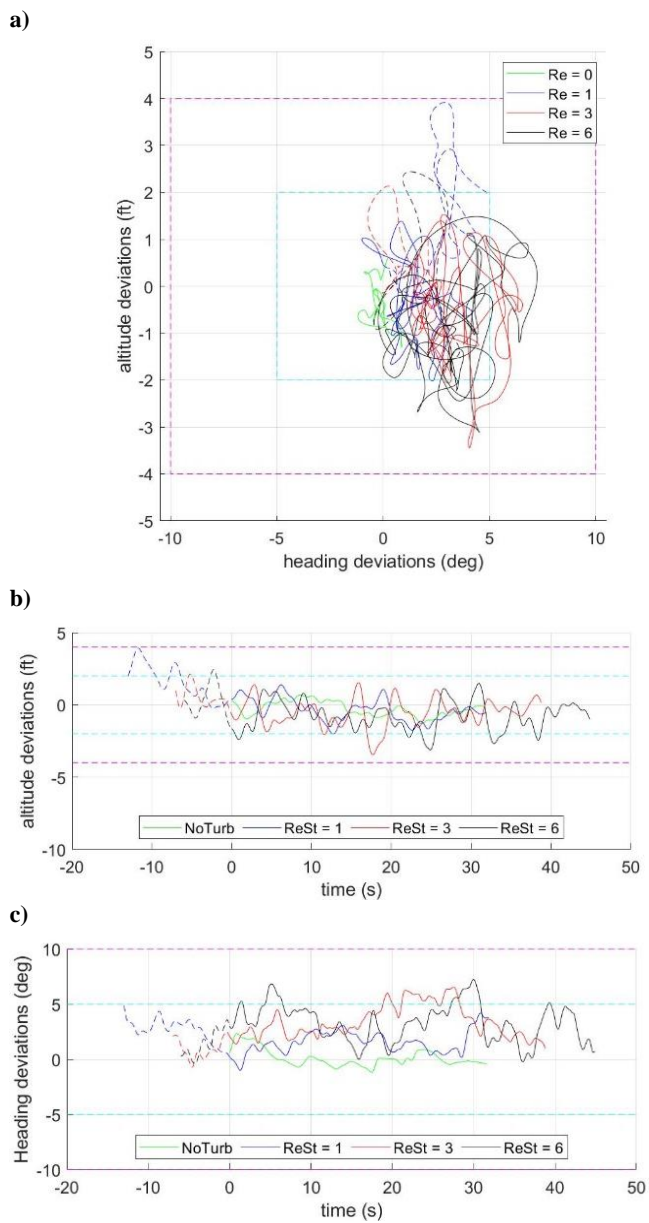 a)
5
4
3
2
1
0
-1
-2
-3
-4
-5
altitude deviations (ft)
Re = 0
Re = 1
Re = 3
Re = 6
-10 -5 0 5 10
heading deviations (deg)
b)
5
0
-5
-10
altitude deviations (ft)
NoTurb ReSt = 1 ReSt = 3 ReSt = 6
-20 -10 0 10 20 30 40 50
time (s)
c)
10
5
0
-5
-10
Heading deviations (deg)
NoTurb ReSt = 1 ReSt = 3 ReSt = 6
-20 -10 0 10 20 30 40 50
time (s)